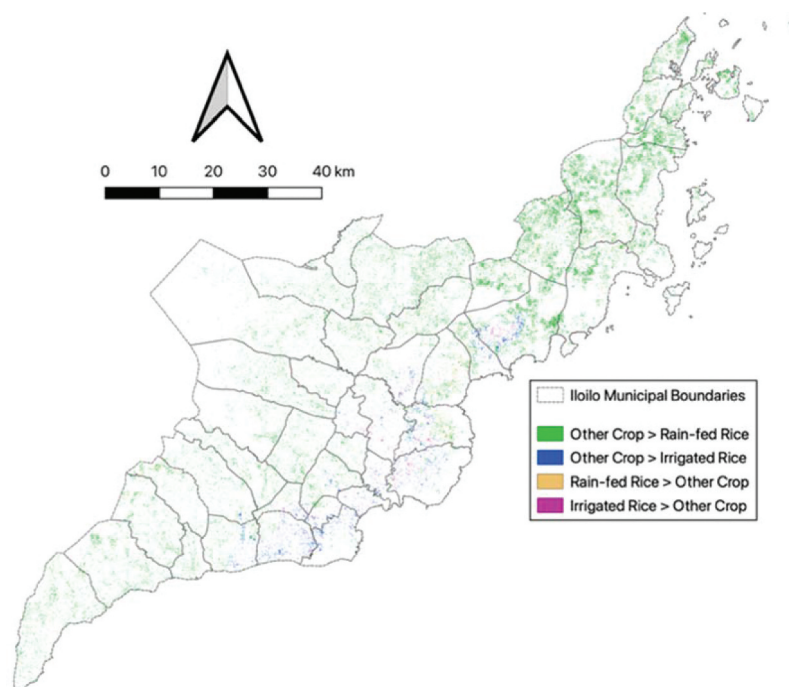 0 10 20 30 40 km
Iloilo Municipal Boundaries
Other Crop > Rain-fed Rice
Other Crop > Irrigated Rice
Rain-fed Rice > Other Crop
Irrigated Rice > Other Crop